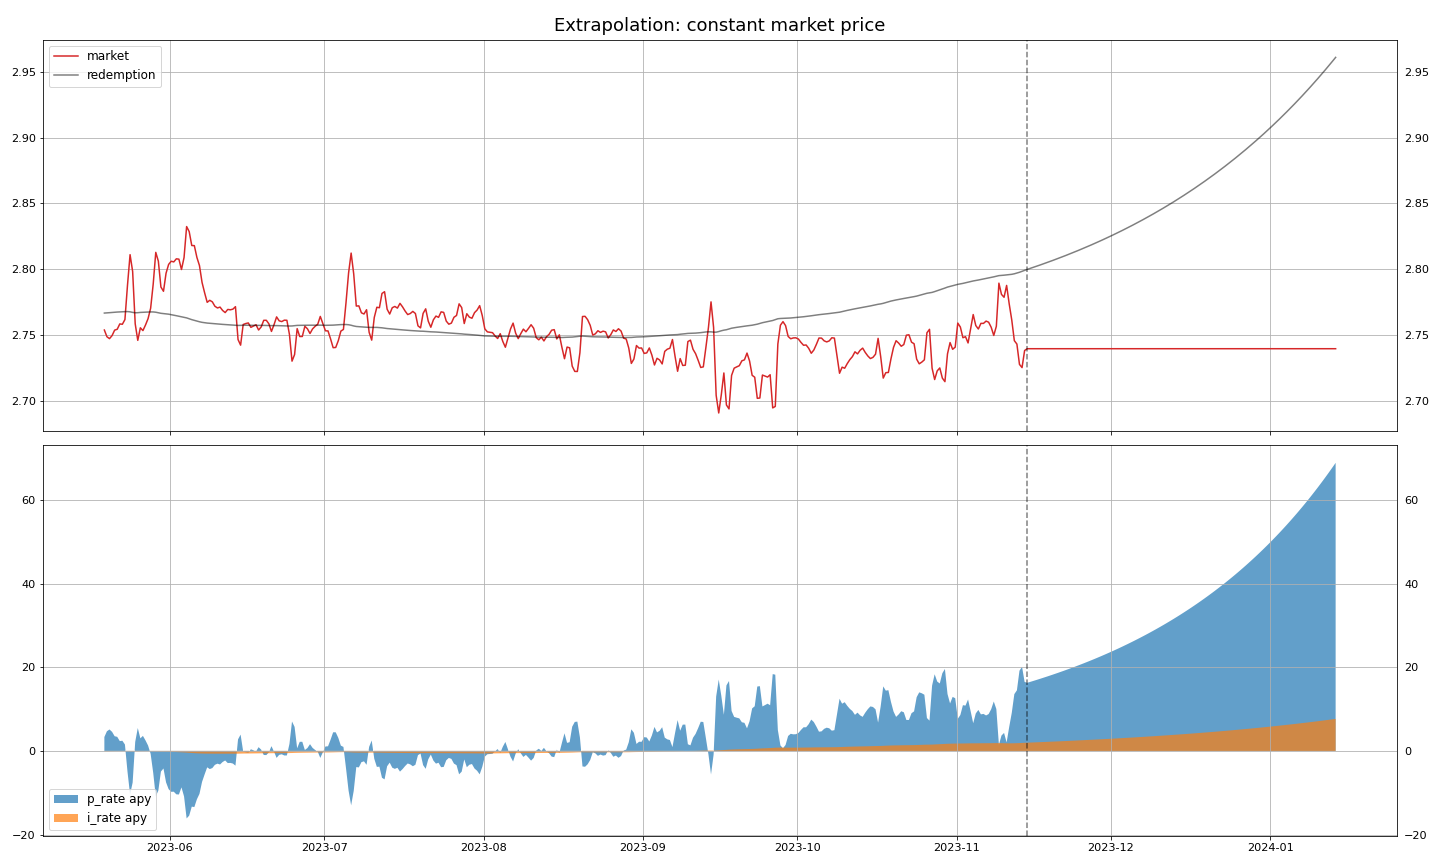 Extrapolation: constant market price
market
redemption
2.95 2.95
2.90 2.90
2.85 2.85
2.80 2.80
2.75 2.75
2.70 2.70
60 60
40 40
20 20
0 0
p_rate apy
i_rate apy
−20 −20
2023-06 2023-07 2023-08 2023-09 2023-10 2023-11 2023-12 2024-01